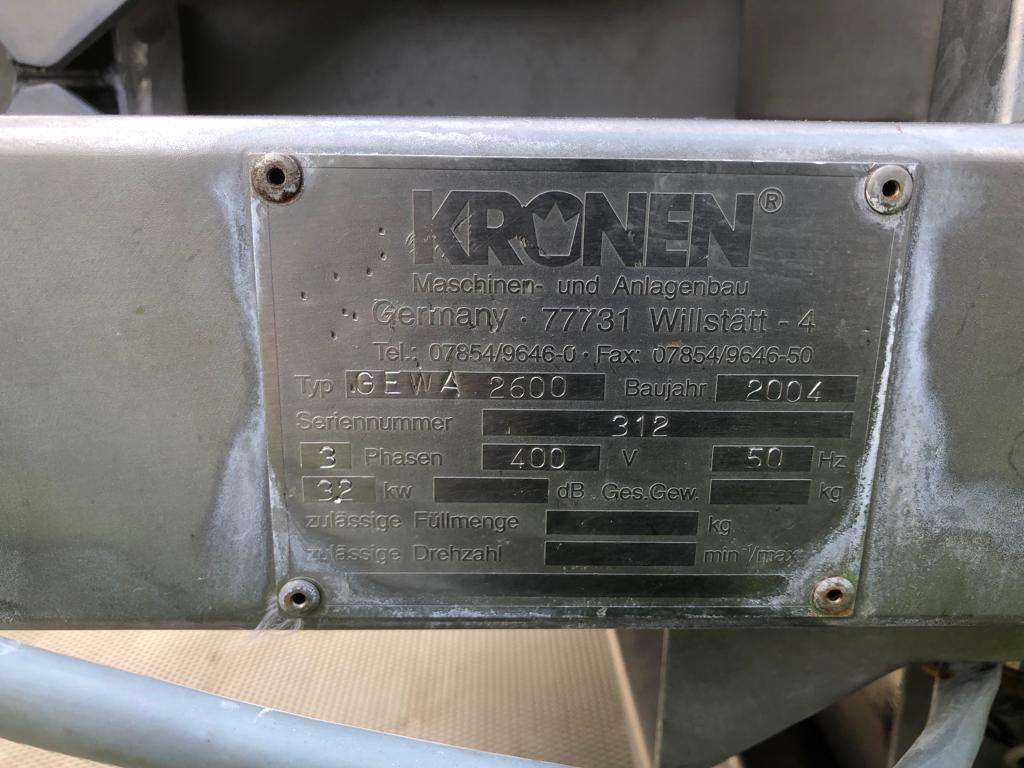 KRONEN®
Maschinen- und Anlagenbau
Germany · 77731 Willstätt - 4
Tel.: 07854/9646-0 · Fax: 07854/9646-50
Typ GEWA 2600 Baujahr 2004
Seriennummer 312
3 Phasen 400 V 50 Hz
3,2 kw dB Ges.Gew. kg
zulässige Füllmenge kg
zulässige Drehzahl min⁻¹/max